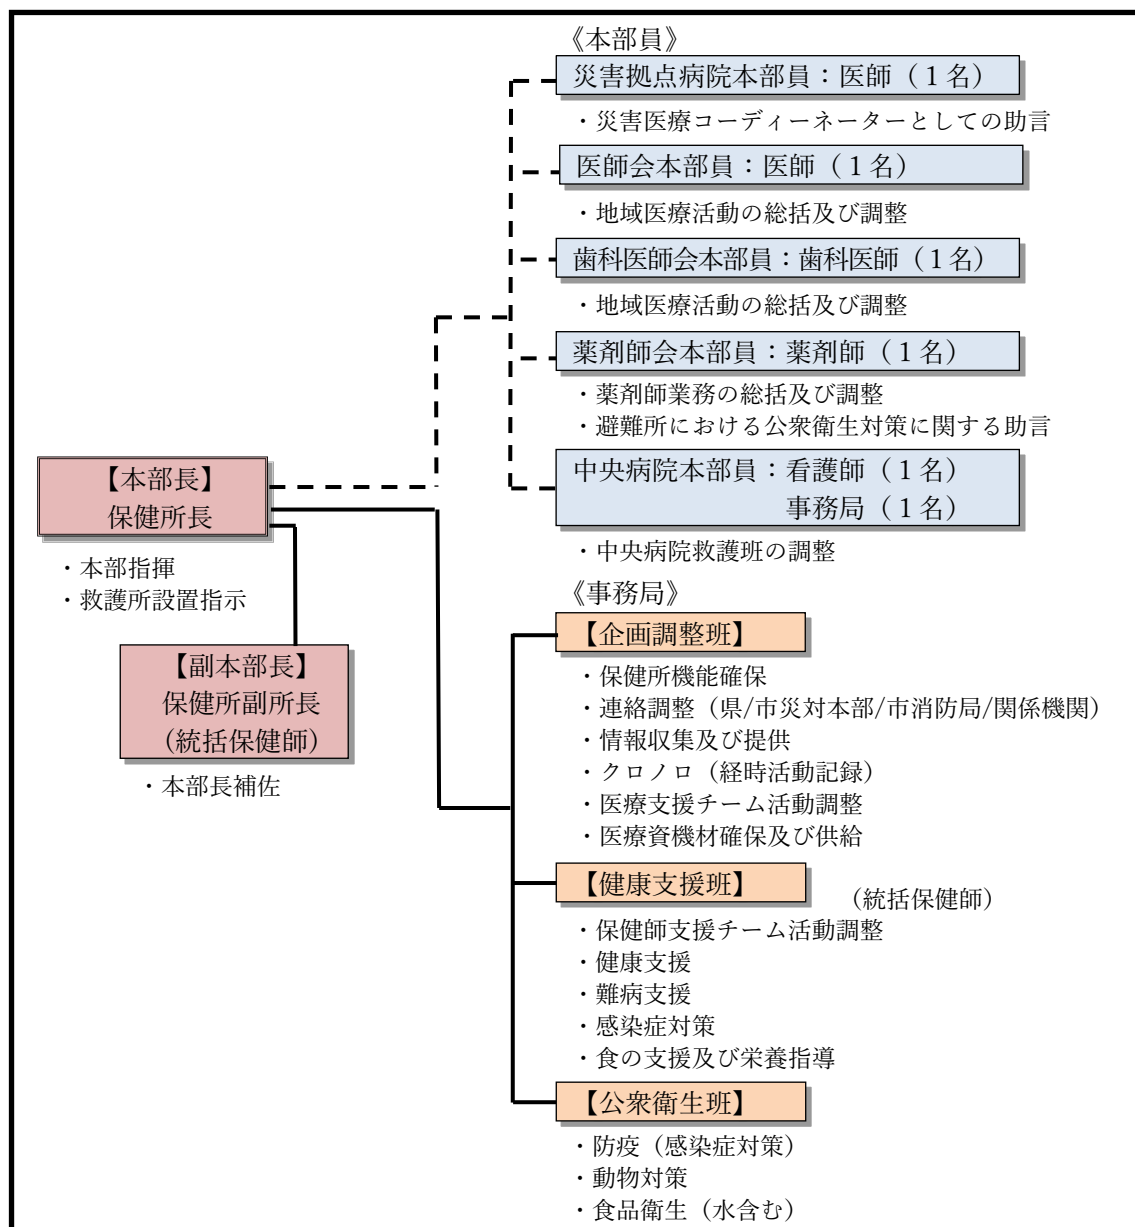 《本部員》
災害拠点病院本部員：医師（１名）
・災害医療コーディーネーターとしての助言
医師会本部員：医師（１名）
・地域医療活動の総括及び調整
歯科医師会本部員：歯科医師（１名）
・地域医療活動の総括及び調整
薬剤師会本部員：薬剤師（１名）
・薬剤師業務の総括及び調整
・避難所における公衆衛生対策に関する助言
中央病院本部員：看護師（１名）
事務局（１名）
・中央病院救護班の調整
【本部長】
保健所長
・本部指揮
・救護所設置指示
【副本部長】
保健所副所長
（統括保健師）
・本部長補佐
《事務局》
【企画調整班】
・保健所機能確保
・連絡調整（県/市災対本部/市消防局/関係機関）
・情報収集及び提供
・クロノロ（経時活動記録）
・医療支援チーム活動調整
・医療資機材確保及び供給
【健康支援班】
（統括保健師）
・保健師支援チーム活動調整
・健康支援
・難病支援
・感染症対策
・食の支援及び栄養指導
【公衆衛生班】
・防疫（感染症対策）
・動物対策
・食品衛生（水含む）